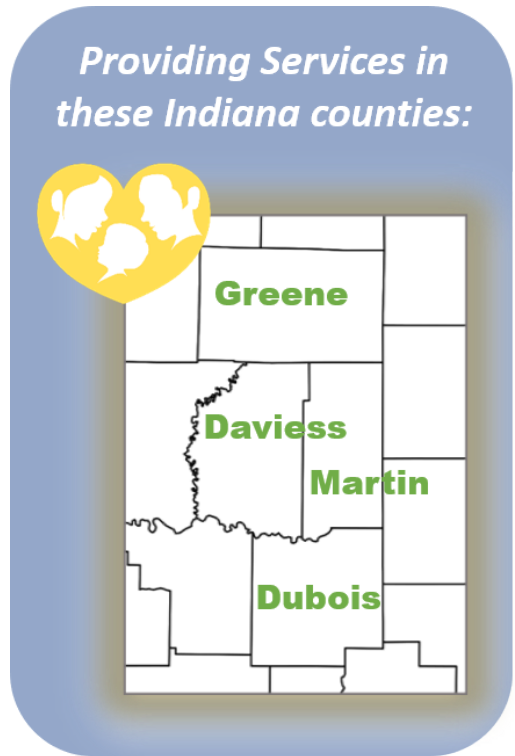 Providing Services in
these Indiana counties:
Greene
Daviess
Martin
Dubois